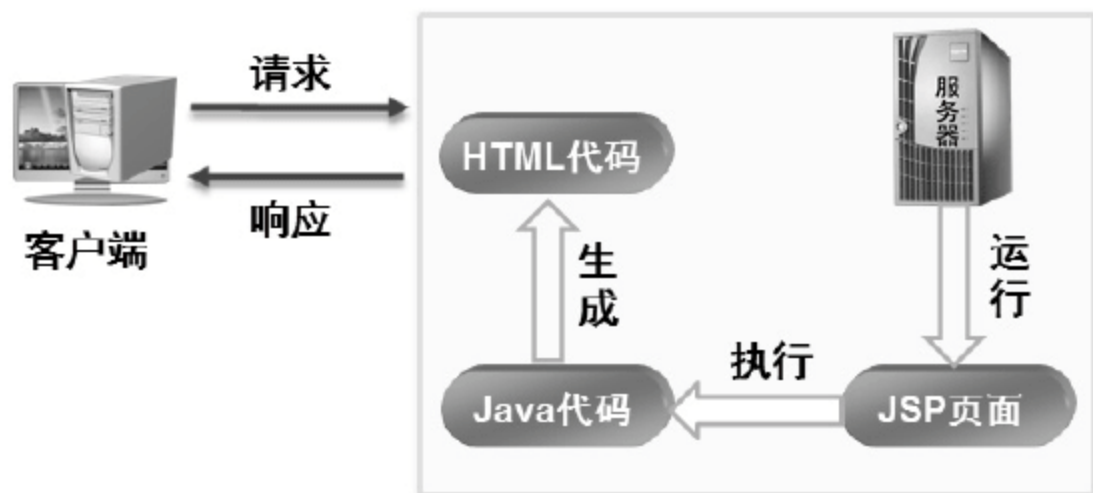 请求
响应
客户端
HTML代码
服务器
生成
运行
执行
Java代码
JSP页面